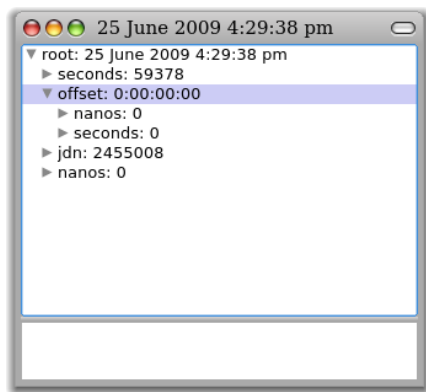 25 June 2009 4:29:38 pm
root: 25 June 2009 4:29:38 pm
seconds: 59378
offset: 0:00:00:00
nanos: 0
seconds: 0
jdn: 2455008
nanos: 0